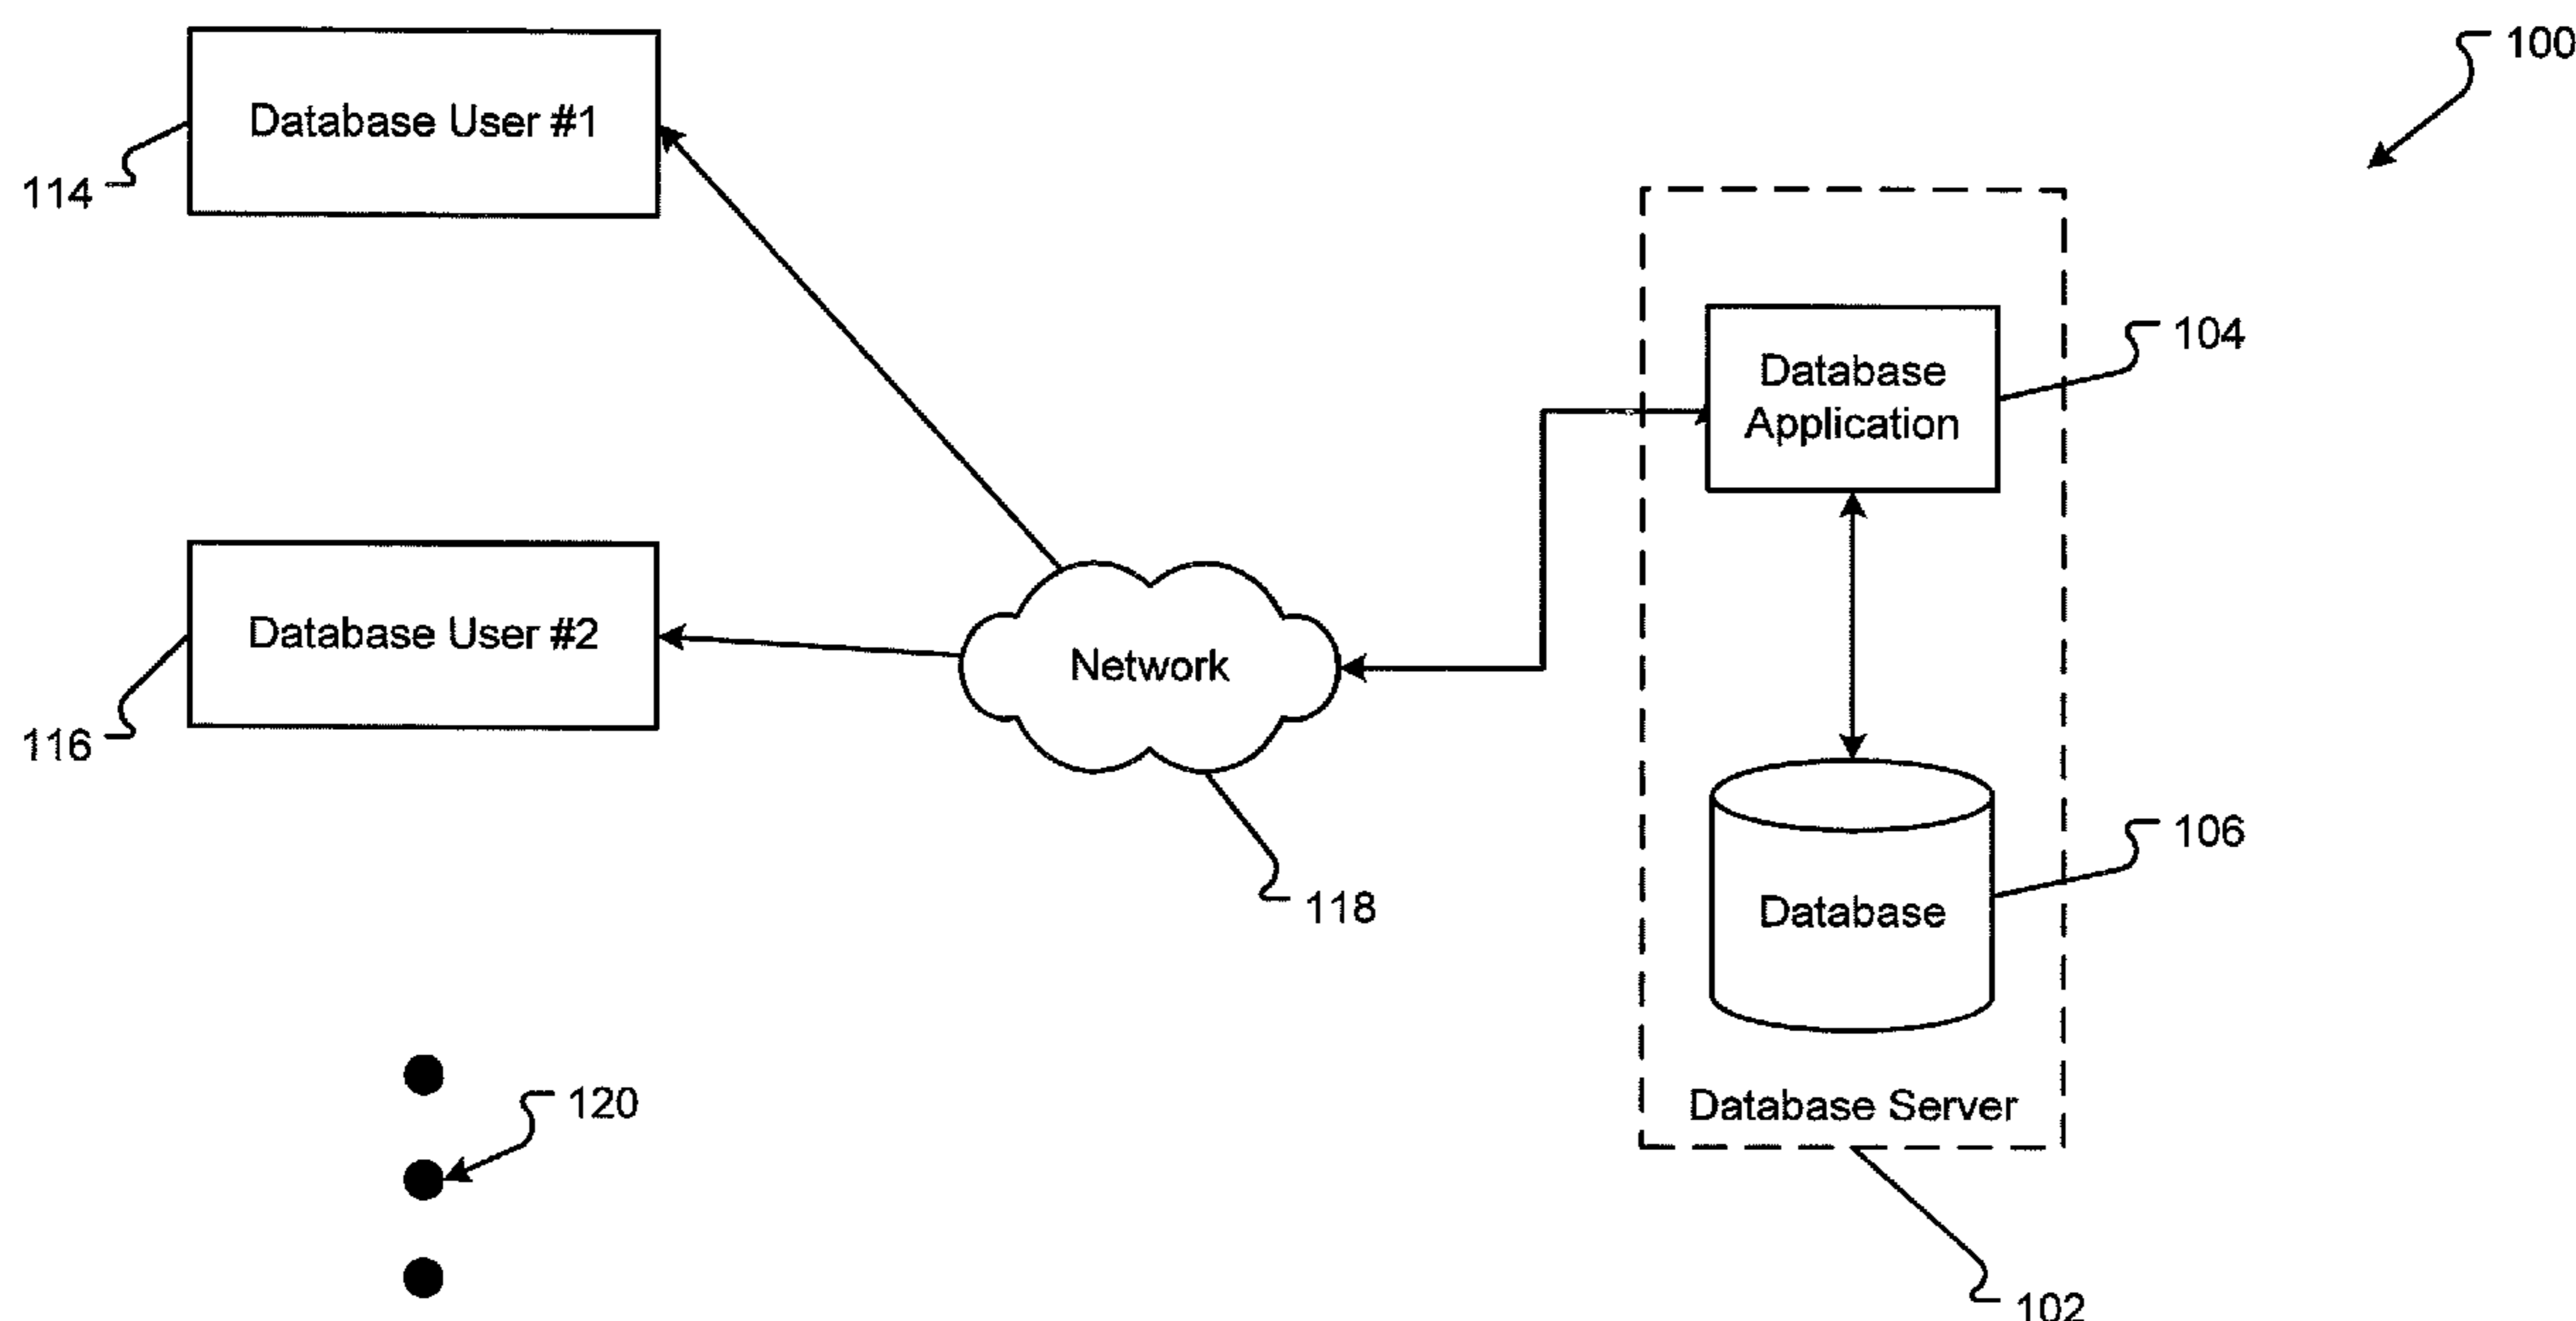 100
Database User #1
114
104
Database
Application
Database User #2
Network
116
106
118
Database
120
Database Server
102